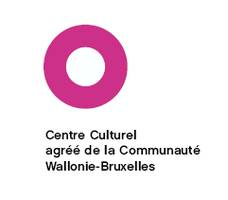 Centre Culturel
agréé de la Communauté
Wallonie-Bruxelles